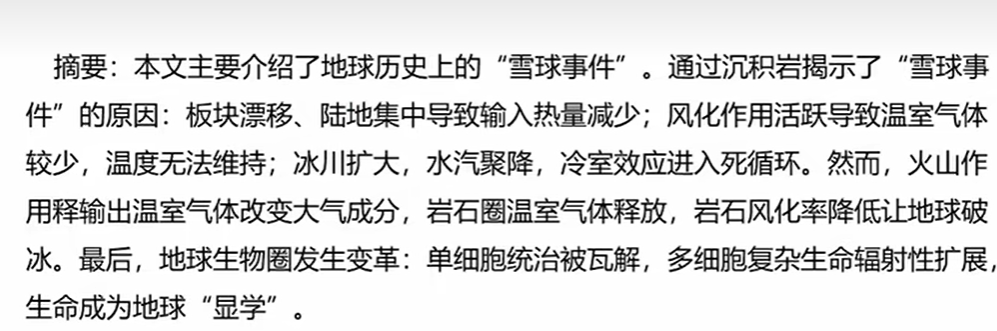 摘要：本文主要介绍了地球历史上的“雪球事件”。通过沉积岩揭示了“雪球事
件”的原因：板块漂移、陆地集中导致输入热量减少；风化作用活跃导致温室气体
较少，温度无法维持；冰川扩大，水汽聚降，冷室效应进入死循环。然而，火山作
用释输出温室气体改变大气成分，岩石圈温室气体释放，岩石风化率降低让地球破
冰。最后，地球生物圈发生变革：单细胞统治被瓦解，多细胞复杂生命辐射性扩展，
生命成为地球“显学”。